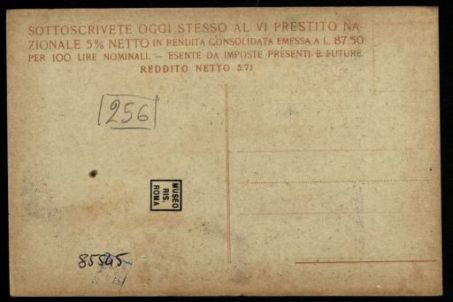 SOTTOSCRIVETE OGGI STESSO AL VI PRESTITO NA-
ZIONALE 5% NETTO IN RENDITA CONSOLIDATA EMESSA A L. 87.50
PER 100 LIRE NOMINALI. — ESENTE DA IMPOSTE PRESENTI E FUTURE.
REDDITO NETTO 5.71
256
MUSEO
RIS.
ROMA
85545